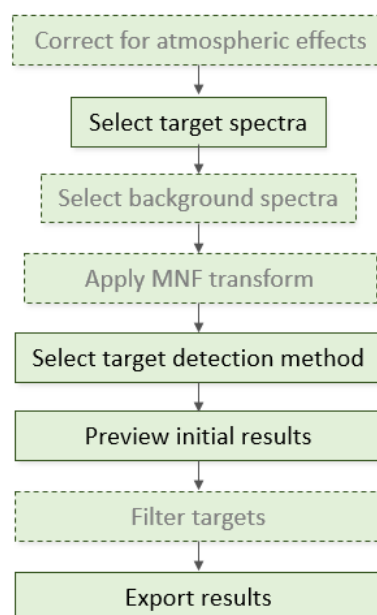 Correct for atmospheric effects
Select target spectra
Select background spectra
Apply MNF transform
Select target detection method
Preview initial results
Filter targets
Export results